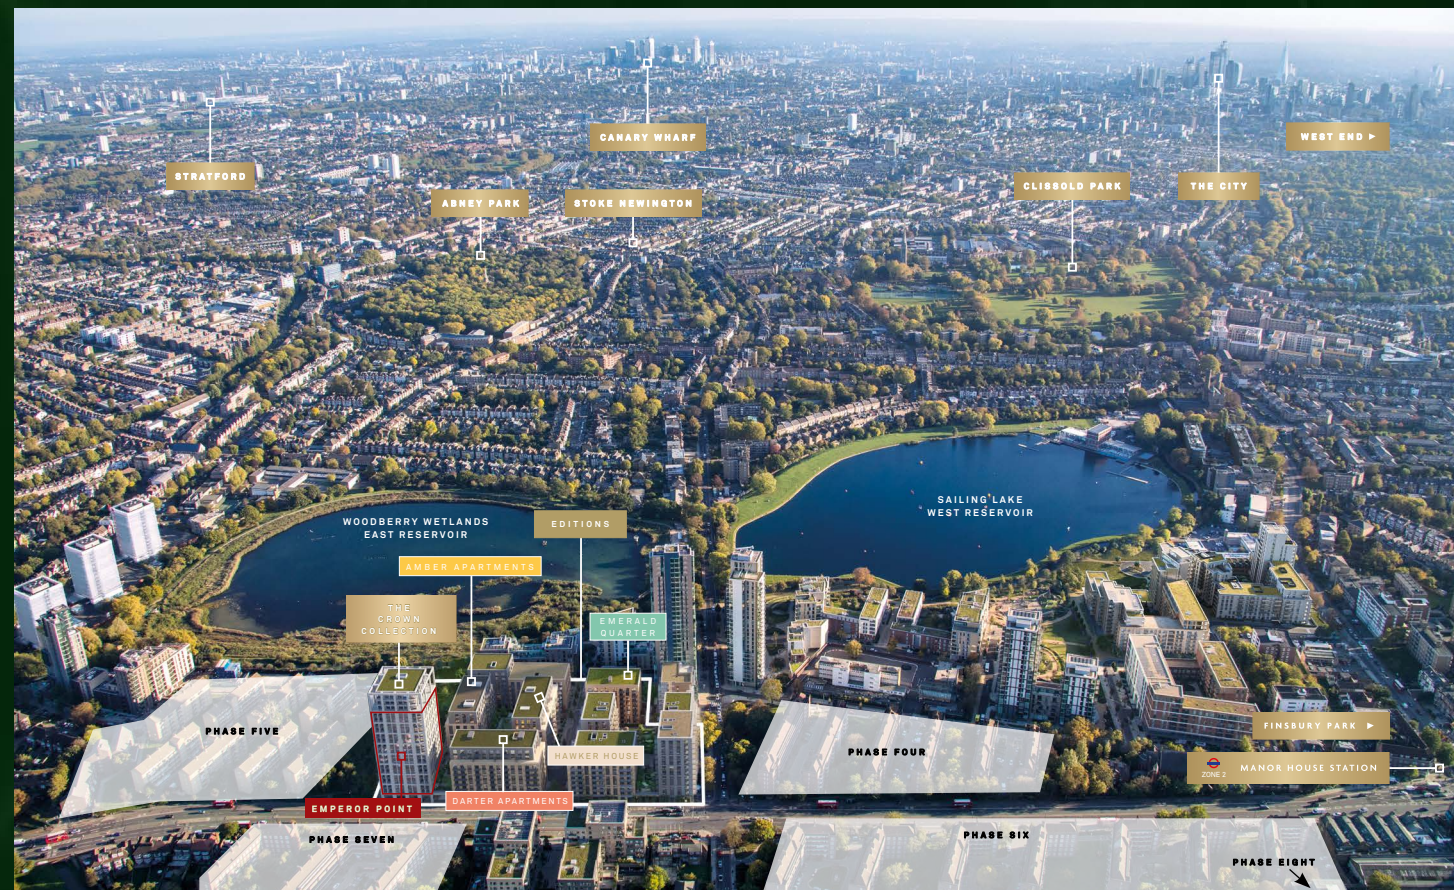 CANARY WHARF
WEST END ▸
STRATFORD
ABNEY PARK
STOKE NEWINGTON
CLISSOLD PARK
THE CITY
SAILING LAKE
WEST RESERVOIR
WOODBERRY WETLANDS
EAST RESERVOIR
EDITIONS
AMBER APARTMENTS
THE
CROWN
COLLECTION
EMERALD
QUARTER
PHASE FIVE
HAWKER HOUSE
PHASE FOUR
FINSBURY PARK ▸
ZONE 2
MANOR HOUSE STATION
EMPEROR POINT
DARTER APARTMENTS
PHASE SEVEN
PHASE SIX
PHASE EIGHT